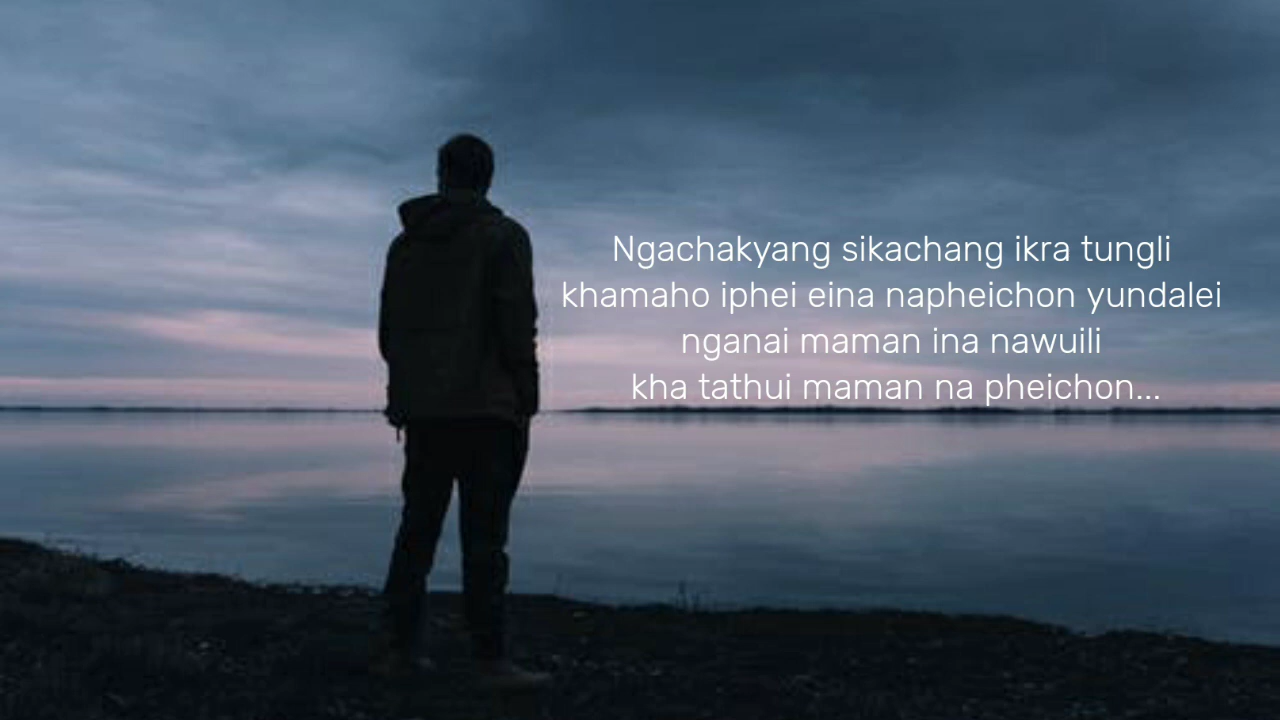 Ngachakyang sikachang ikra tungli
khamaho iphei eina napheichon yundalei
nganai maman ina nawuili
kha tathui maman na pheichon...